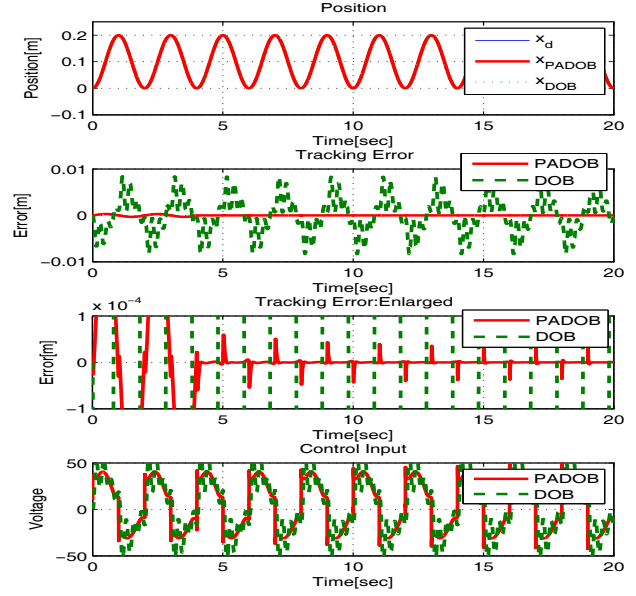 Position
Position[m]
0.2
0.1
0
−0.1
x_d
x_PADOB
x_DOB
0 5 10 15 20
Time[sec]
Tracking Error
Error[m]
0.01
0
−0.01
PADOB
DOB
0 5 10 15 20
Time[sec]
Tracking Error:Enlarged
x 10^−4
Error[m]
1
0
−1
PADOB
DOB
0 5 10 15 20
Time[sec]
Control Input
Voltage
50
0
−50
PADOB
DOB
0 5 10 15 20
Time[sec]